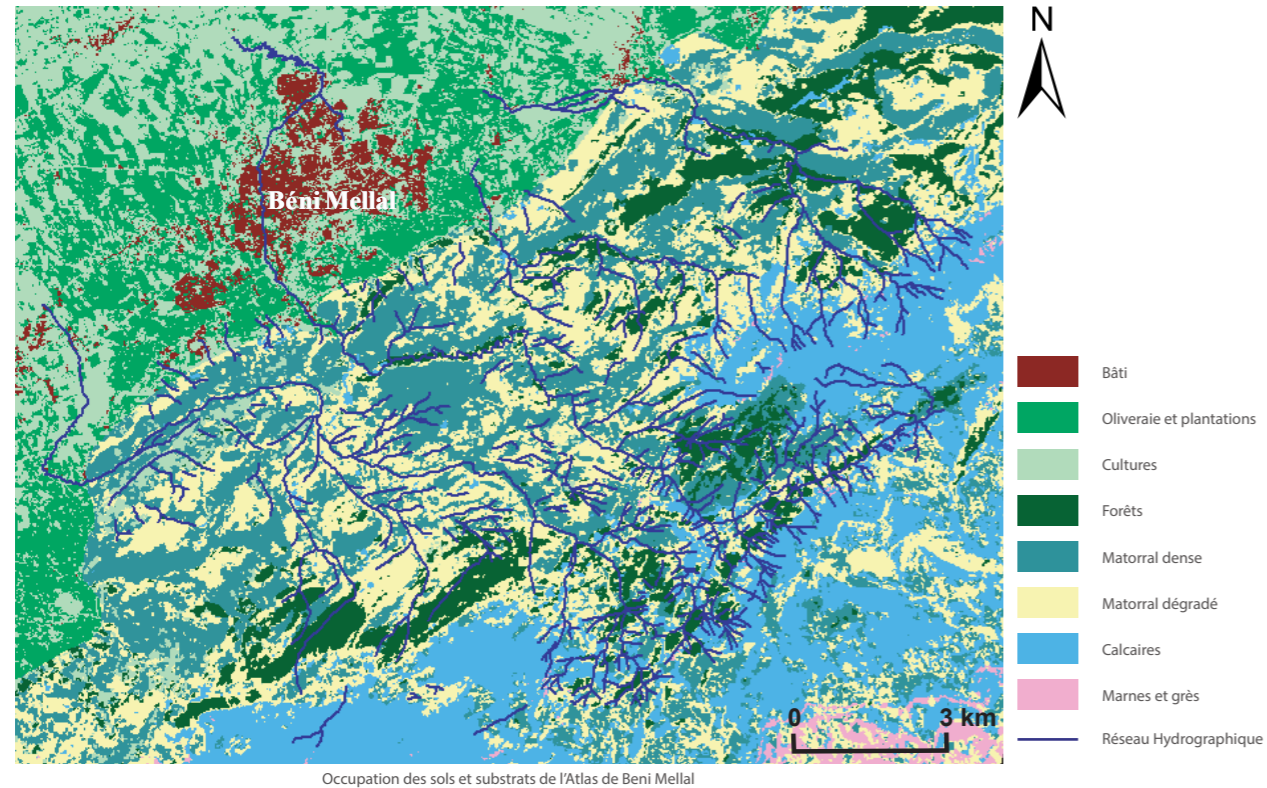 N
Béni Mellal
Bâti
Oliveraie et plantations
Cultures
Forêts
Matorral dense
Matorral dégradé
Calcaires
Marnes et grès
Réseau Hydrographique
0 3 km
Occupation des sols et substrats de l'Atlas de Beni Mellal